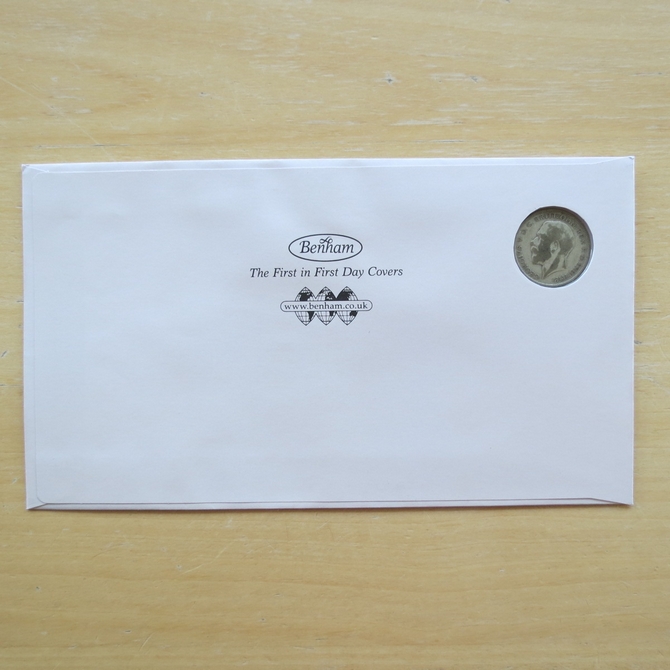 Benham
The First in First Day Covers
www.benham.co.uk